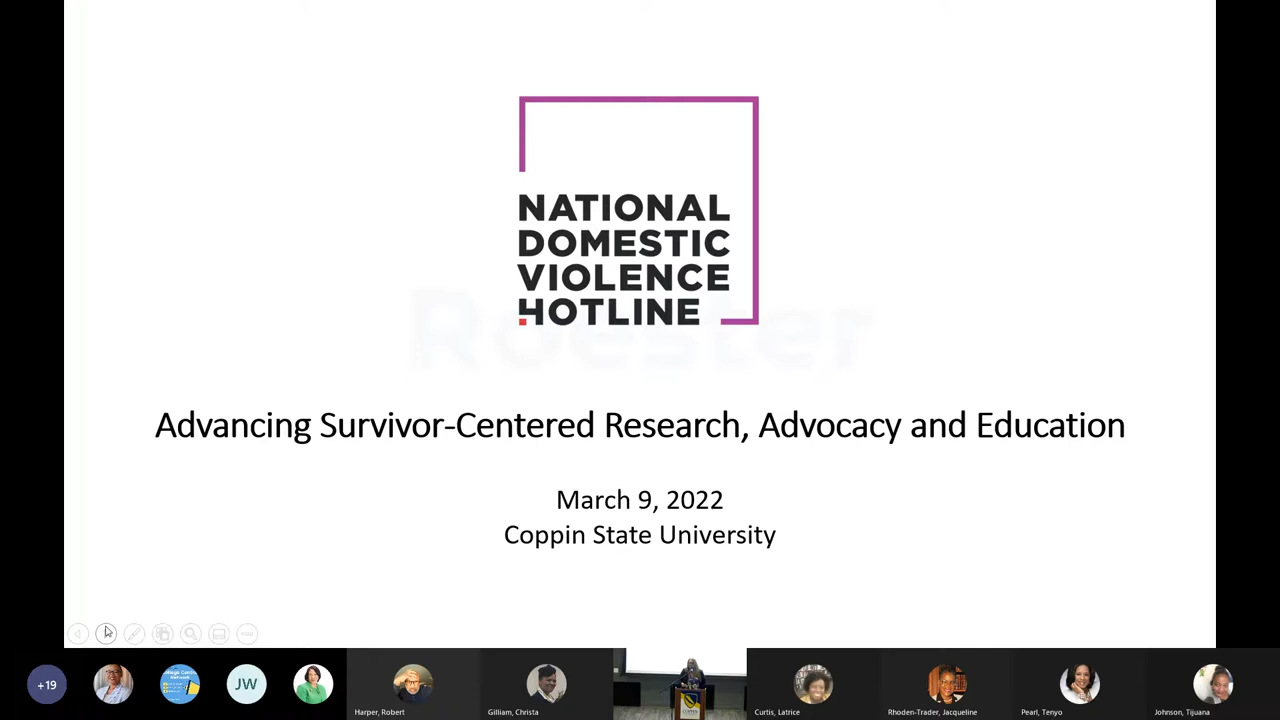 NATIONAL
DOMESTIC
VIOLENCE
HOTLINE
Advancing Survivor-Centered Research, Advocacy and Education
March 9, 2022
Coppin State University
+19
JW
Harper, Robert
Gilliam, Christa
COPPIN
Curtis, Latrice
Rhoden-Trader, Jacqueline
Pearl, Tenyo
Johnson, Tijuana